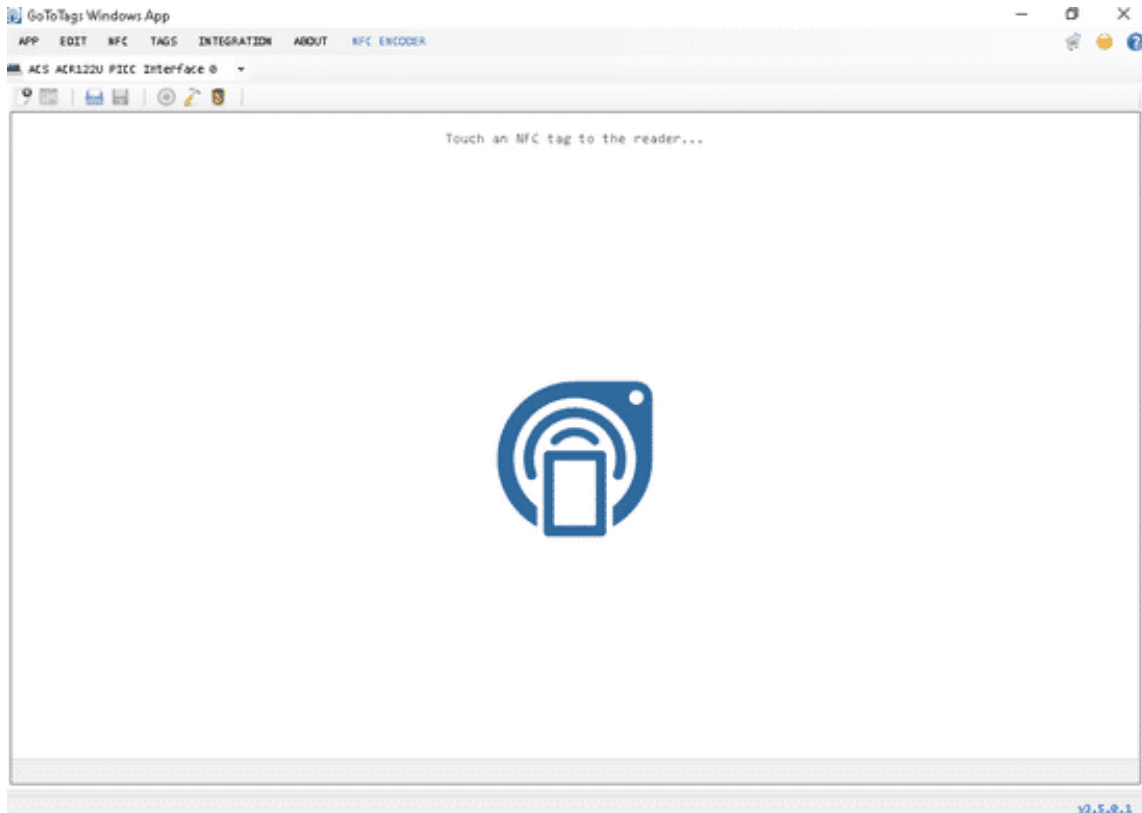 GoToTags Windows App
APP EDIT NFC TAGS INTEGRATION ABOUT NFC ENCODER
ACS ACR122U PICC Interface 0
Touch an NFC tag to the reader...
v2.5.0.1